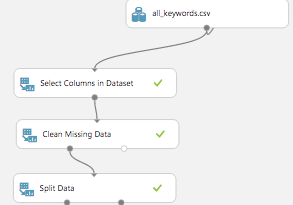 all_keywords.csv
Select Columns in Dataset
Clean Missing Data
Split Data